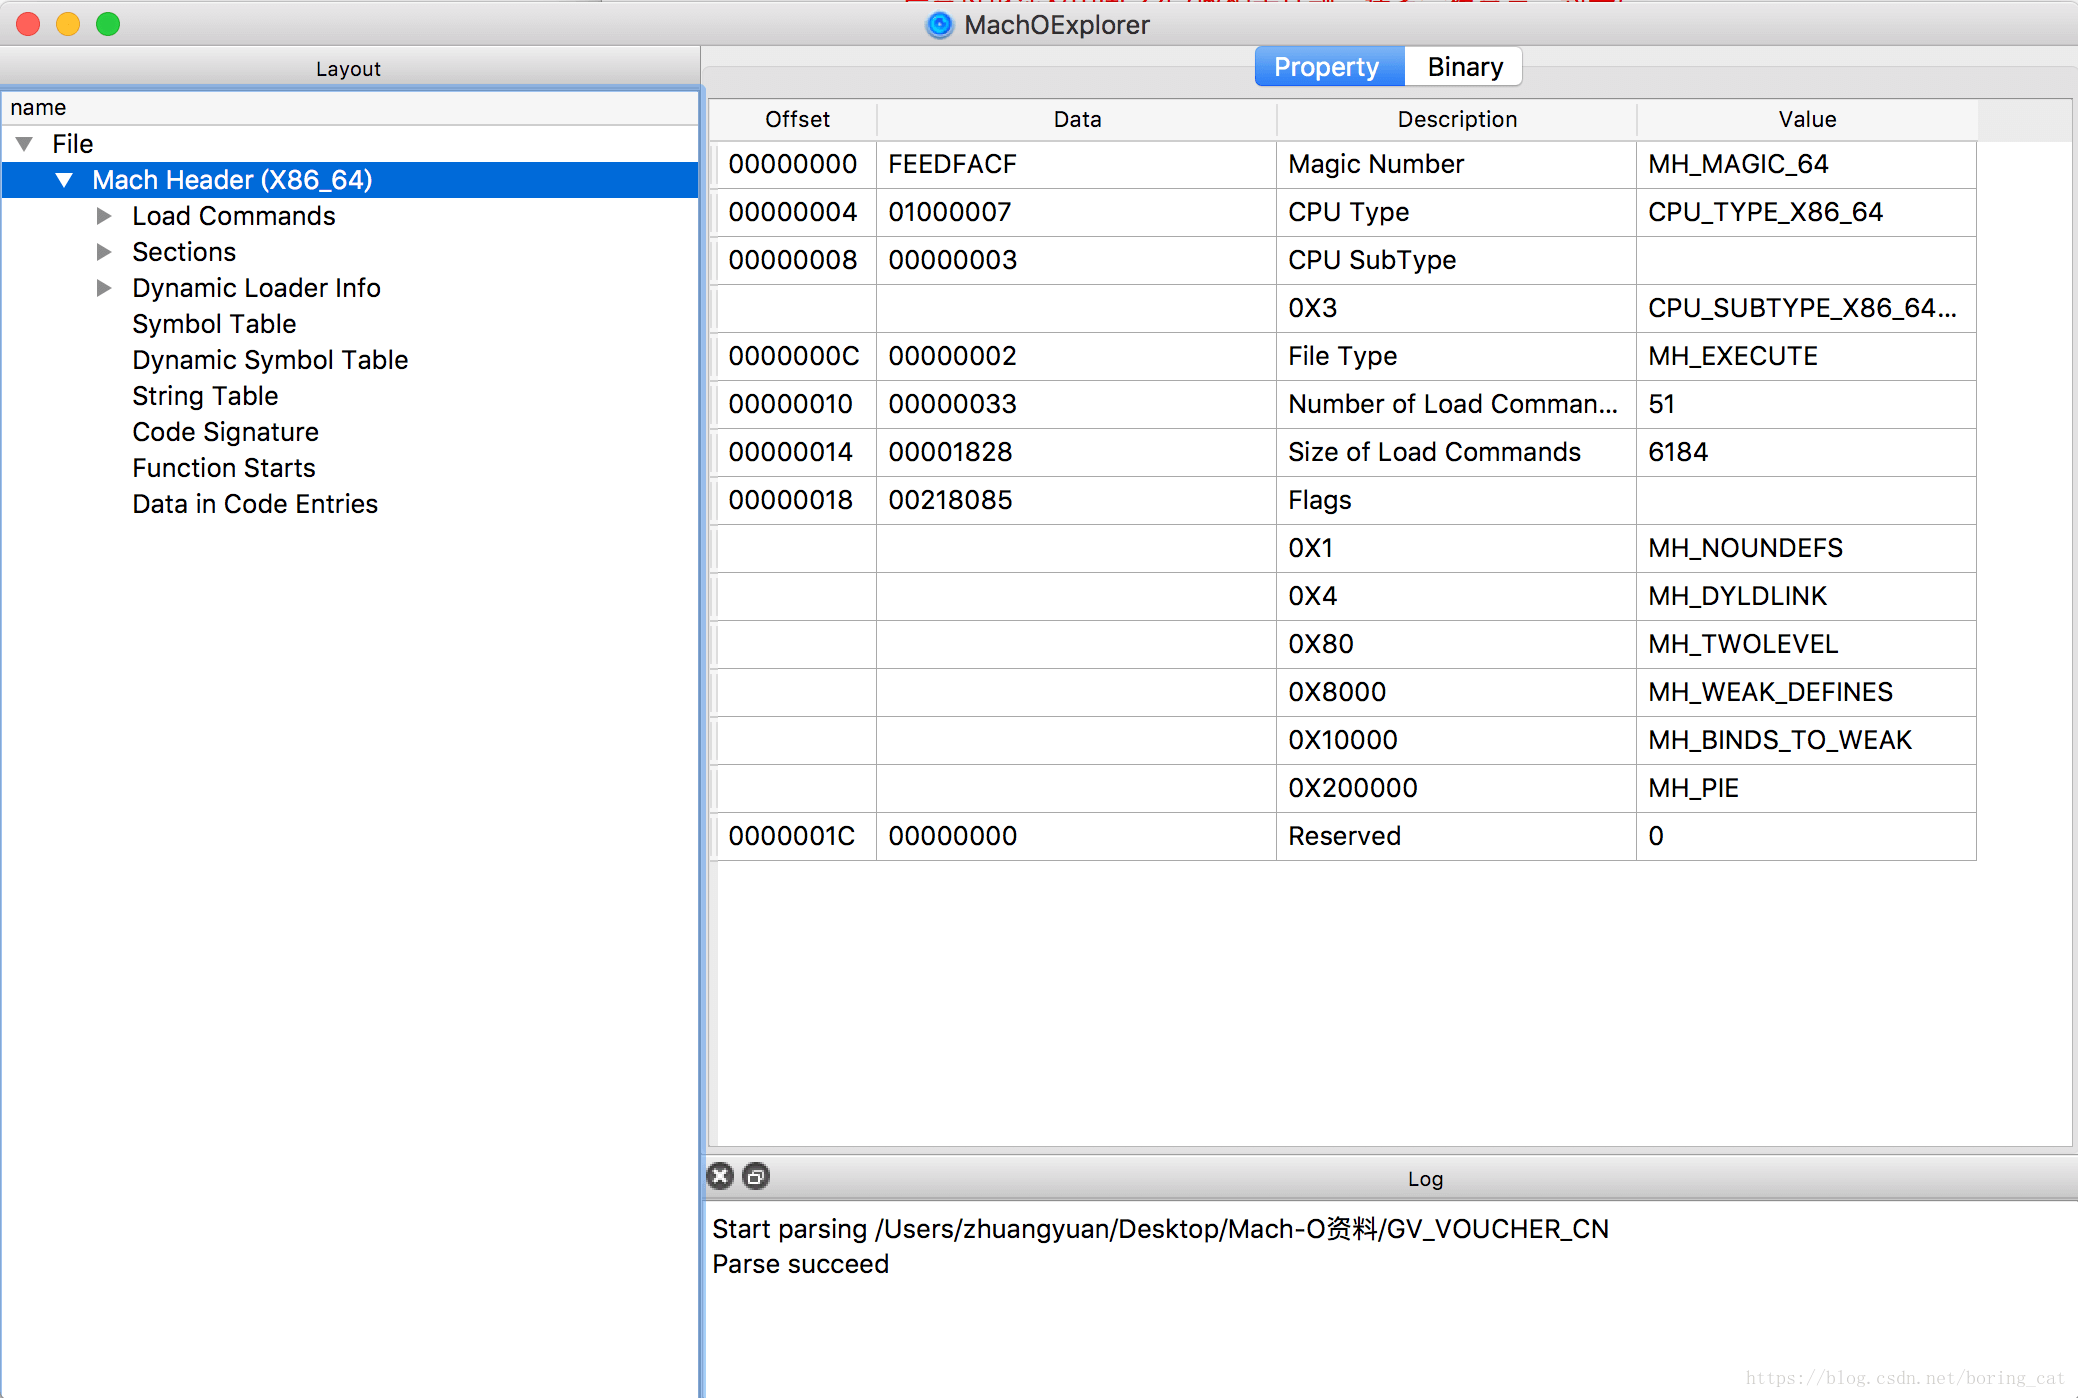 MachOExplorer
Layout
Property Binary
name
File
Mach Header (X86_64)
Load Commands
Sections
Dynamic Loader Info
Symbol Table
Dynamic Symbol Table
String Table
Code Signature
Function Starts
Data in Code Entries
Offset Data Description Value
00000000 FEEDFACF Magic Number MH_MAGIC_64
00000004 01000007 CPU Type CPU_TYPE_X86_64
00000008 00000003 CPU SubType
0X3 CPU_SUBTYPE_X86_64...
0000000C 00000002 File Type MH_EXECUTE
00000010 00000033 Number of Load Comman... 51
00000014 00001828 Size of Load Commands 6184
00000018 00218085 Flags
0X1 MH_NOUNDEFS
0X4 MH_DYLDLINK
0X80 MH_TWOLEVEL
0X8000 MH_WEAK_DEFINES
0X10000 MH_BINDS_TO_WEAK
0X200000 MH_PIE
0000001C 00000000 Reserved 0
Log
Start parsing /Users/zhuangyuan/Desktop/Mach-O资料/GV_VOUCHER_CN
Parse succeed
https://blog.csdn.net/boring_cat